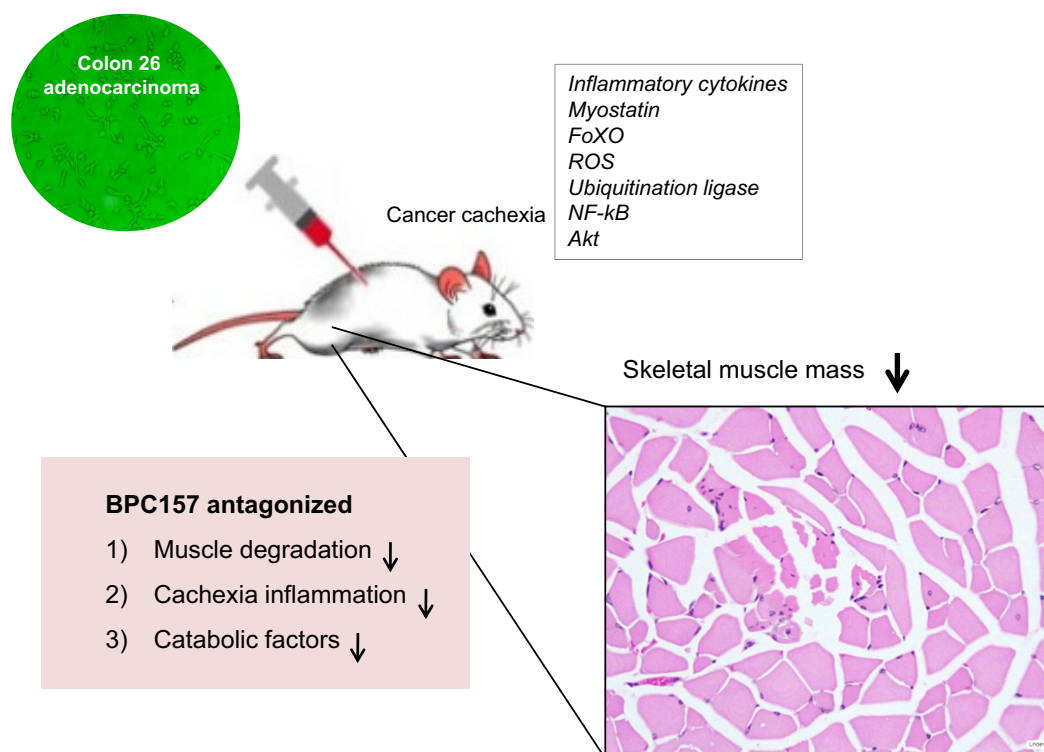 Colon 26
adenocarcinoma
Inflammatory cytokines
Myostatin
FoXO
ROS
Ubiquitination ligase
NF-kB
Akt
Cancer cachexia
Skeletal muscle mass ↓
BPC157 antagonized
1) Muscle degradation ↓
2) Cachexia inflammation ↓
3) Catabolic factors ↓